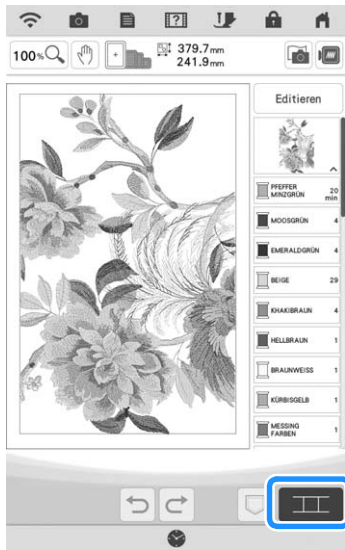 100%
379.7mm
241.9mm
Editieren
PFEFFER
MINZGRÜN
20
min
MOOSGRÜN 4
EMERALDGRÜN 4
BEIGE 29
KHAKIBRAUN 4
HELLBRAUN 1
BRAUNWEISS 1
KÜRBISGELB 1
MESSING
FARBEN
1